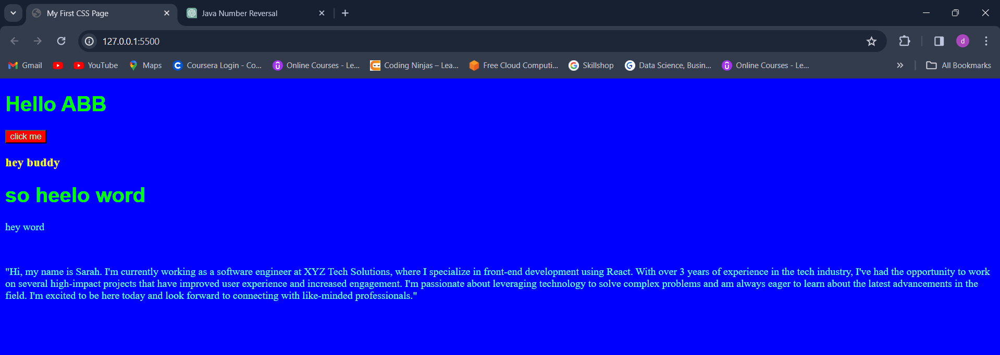 My First CSS Page
Java Number Reversal
127.0.0.1:5500
d
Gmail
YouTube
Maps
Coursera Login - Co...
Online Courses - Le...
Coding Ninjas – Lea...
Free Cloud Computi...
Skillshop
Data Science, Busin...
Online Courses - Le...
All Bookmarks
Hello ABB
click me
hey buddy
so heelo word
hey word
"Hi, my name is Sarah. I'm currently working as a software engineer at XYZ Tech Solutions, where I specialize in front-end development using React. With over 3 years of experience in the tech industry, I've had the opportunity to work
on several high-impact projects that have improved user experience and increased engagement. I'm passionate about leveraging technology to solve complex problems and am always eager to learn about the latest advancements in the
field. I'm excited to be here today and look forward to connecting with like-minded professionals."